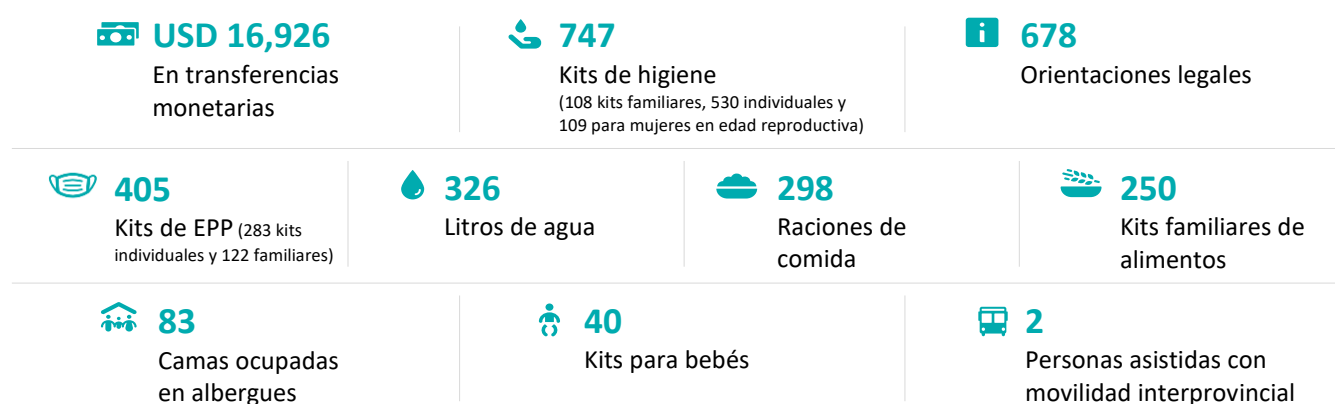 USD 16,926
En transferencias
monetarias
747
Kits de higiene
(108 kits familiares, 530 individuales y
109 para mujeres en edad reproductiva)
678
Orientaciones legales
405
Kits de EPP (283 kits
individuales y 122 familiares)
326
Litros de agua
298
Raciones de
comida
250
Kits familiares de
alimentos
83
Camas ocupadas
en albergues
40
Kits para bebés
2
Personas asistidas con
movilidad interprovincial